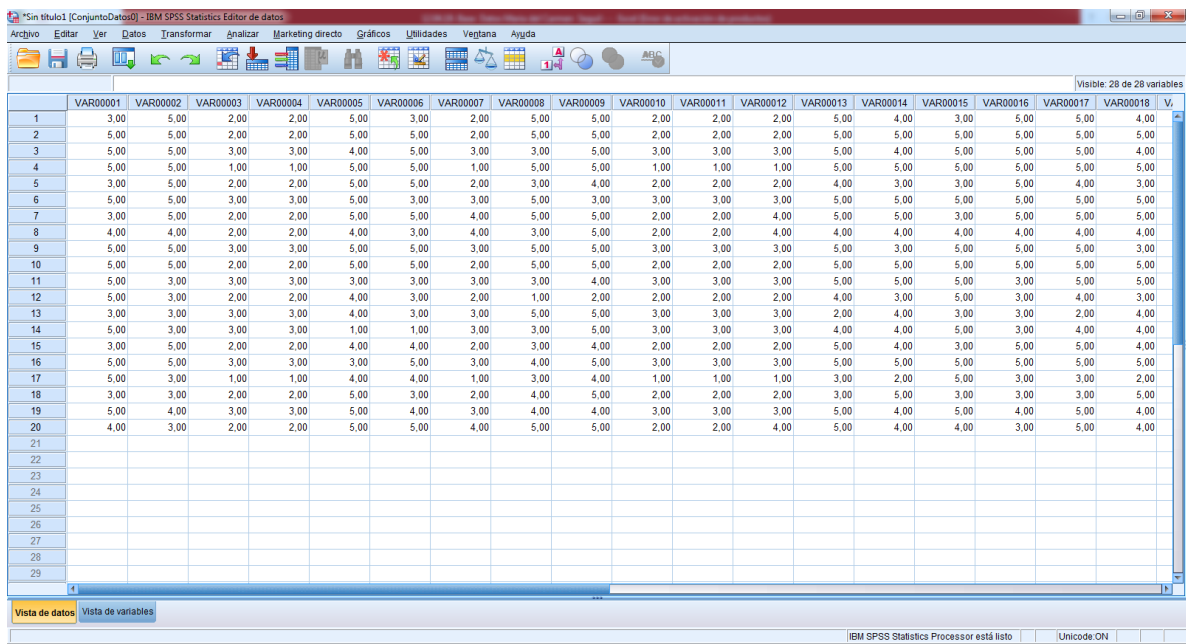 *Sin título1 [ConjuntoDatos0] - IBM SPSS Statistics Editor de datos
Archivo Editar Ver Datos Transformar Analizar Marketing directo Gráficos Utilidades Ventana Ayuda
Visible: 28 de 28 variables
VAR00001 VAR00002 VAR00003 VAR00004 VAR00005 VAR00006 VAR00007 VAR00008 VAR00009 VAR00010 VAR00011 VAR00012 VAR00013 VAR00014 VAR00015 VAR00016 VAR00017 VAR00018
1 3,00 5,00 2,00 2,00 5,00 3,00 2,00 5,00 5,00 2,00 2,00 2,00 5,00 4,00 3,00 5,00 5,00 4,00
2 5,00 5,00 2,00 2,00 5,00 5,00 2,00 5,00 5,00 2,00 2,00 2,00 5,00 5,00 5,00 5,00 5,00 5,00
3 5,00 5,00 3,00 3,00 4,00 5,00 3,00 3,00 5,00 3,00 3,00 3,00 5,00 4,00 5,00 5,00 5,00 4,00
4 5,00 5,00 1,00 1,00 5,00 5,00 1,00 5,00 5,00 1,00 1,00 1,00 5,00 5,00 5,00 5,00 5,00 5,00
5 3,00 5,00 2,00 2,00 5,00 5,00 2,00 3,00 4,00 2,00 2,00 2,00 4,00 3,00 3,00 5,00 4,00 3,00
6 5,00 5,00 3,00 3,00 5,00 5,00 3,00 5,00 5,00 3,00 3,00 3,00 5,00 5,00 5,00 5,00 5,00 5,00
7 3,00 5,00 2,00 2,00 5,00 5,00 4,00 5,00 5,00 2,00 2,00 4,00 5,00 5,00 3,00 5,00 5,00 5,00
8 4,00 4,00 2,00 2,00 4,00 3,00 4,00 3,00 5,00 2,00 2,00 4,00 4,00 4,00 4,00 4,00 4,00 4,00
9 5,00 5,00 3,00 3,00 5,00 5,00 3,00 5,00 5,00 3,00 3,00 3,00 5,00 3,00 5,00 5,00 5,00 3,00
10 5,00 5,00 2,00 2,00 5,00 5,00 2,00 5,00 5,00 2,00 2,00 2,00 5,00 5,00 5,00 5,00 5,00 5,00
11 5,00 3,00 3,00 3,00 3,00 3,00 3,00 3,00 4,00 3,00 3,00 3,00 5,00 5,00 5,00 3,00 5,00 5,00
12 5,00 3,00 2,00 2,00 4,00 3,00 2,00 1,00 2,00 2,00 2,00 2,00 4,00 3,00 5,00 3,00 4,00 3,00
13 3,00 3,00 3,00 3,00 4,00 5,00 3,00 5,00 5,00 3,00 3,00 3,00 2,00 4,00 3,00 3,00 2,00 4,00
14 5,00 3,00 3,00 3,00 1,00 1,00 3,00 3,00 5,00 3,00 3,00 3,00 4,00 4,00 5,00 3,00 4,00 4,00
15 3,00 5,00 2,00 2,00 4,00 4,00 2,00 3,00 4,00 2,00 2,00 2,00 5,00 4,00 3,00 5,00 5,00 4,00
16 5,00 5,00 3,00 3,00 3,00 5,00 3,00 4,00 5,00 3,00 3,00 3,00 5,00 5,00 5,00 5,00 5,00 5,00
17 5,00 3,00 1,00 1,00 4,00 4,00 1,00 3,00 4,00 1,00 1,00 1,00 3,00 2,00 5,00 3,00 3,00 2,00
18 3,00 3,00 2,00 2,00 5,00 3,00 2,00 4,00 5,00 2,00 2,00 2,00 3,00 5,00 3,00 3,00 3,00 5,00
19 5,00 4,00 3,00 3,00 5,00 4,00 3,00 4,00 4,00 3,00 3,00 3,00 5,00 4,00 5,00 4,00 5,00 4,00
20 4,00 3,00 2,00 2,00 5,00 5,00 4,00 5,00 5,00 2,00 2,00 4,00 5,00 4,00 4,00 3,00 5,00 4,00
21
22
23
24
25
26
27
28
29
Vista de datos Vista de variables
IBM SPSS Statistics Processor está listo Unicode:ON